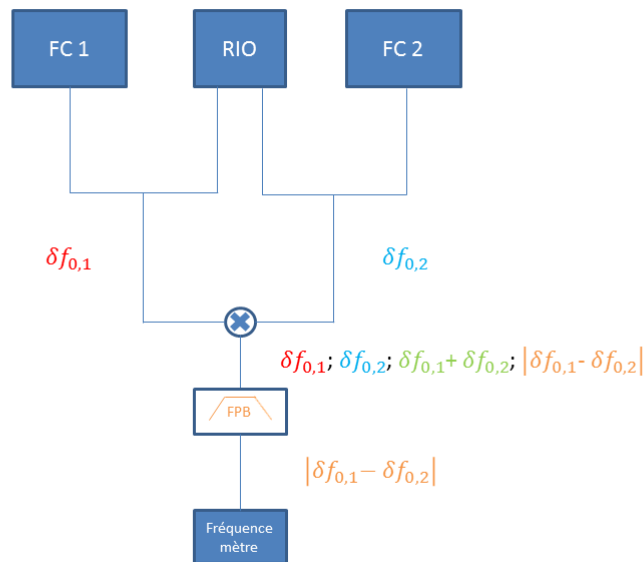 FC 1
RIO
FC 2
δf₀,₁
δf₀,₂
δf₀,₁; δf₀,₂; δf₀,₁+ δf₀,₂; |δf₀,₁- δf₀,₂|
FPB
|δf₀,₁− δf₀,₂|
Fréquence
mètre